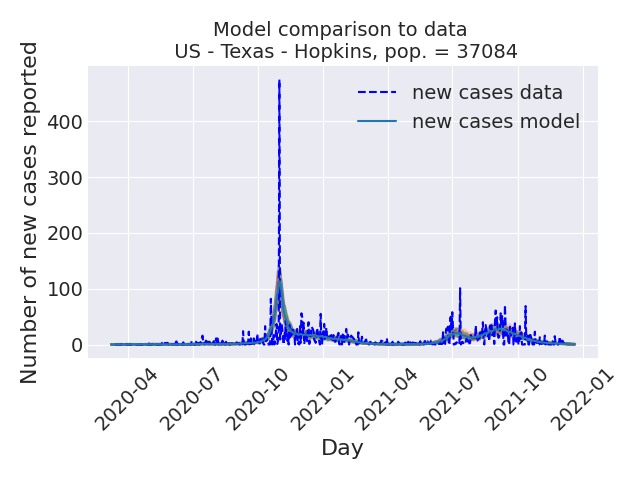 Model comparison to data
US - Texas - Hopkins, pop. = 37084
Number of new cases reported
400
300
200
100
0
new cases data
new cases model
2020-04
2020-07
2020-10
2021-01
2021-04
2021-07
2021-10
2022-01
Day